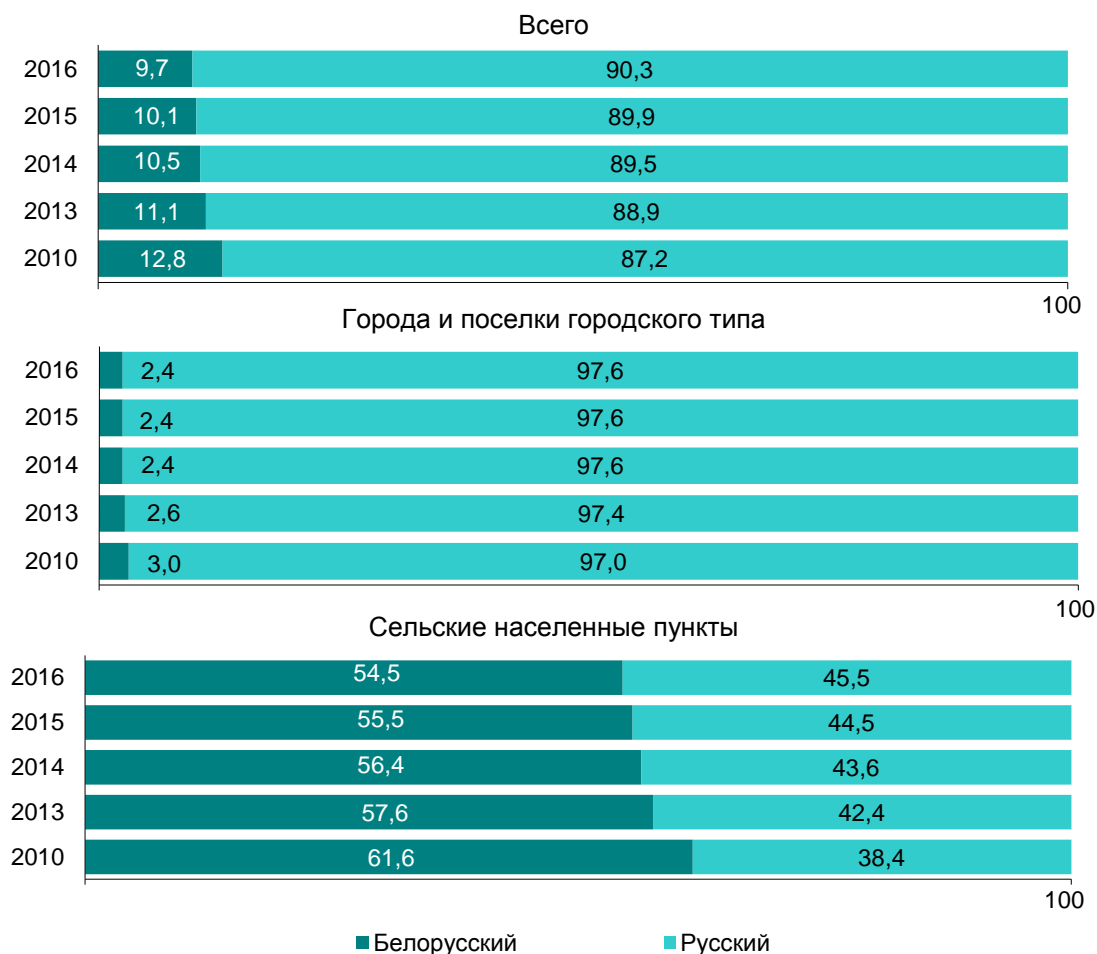 Всего
2016 9,7 90,3
2015 10,1 89,9
2014 10,5 89,5
2013 11,1 88,9
2010 12,8 87,2
100
Города и поселки городского типа
2016 2,4 97,6
2015 2,4 97,6
2014 2,4 97,6
2013 2,6 97,4
2010 3,0 97,0
100
Сельские населенные пункты
2016 54,5 45,5
2015 55,5 44,5
2014 56,4 43,6
2013 57,6 42,4
2010 61,6 38,4
100
Белорусский Русский